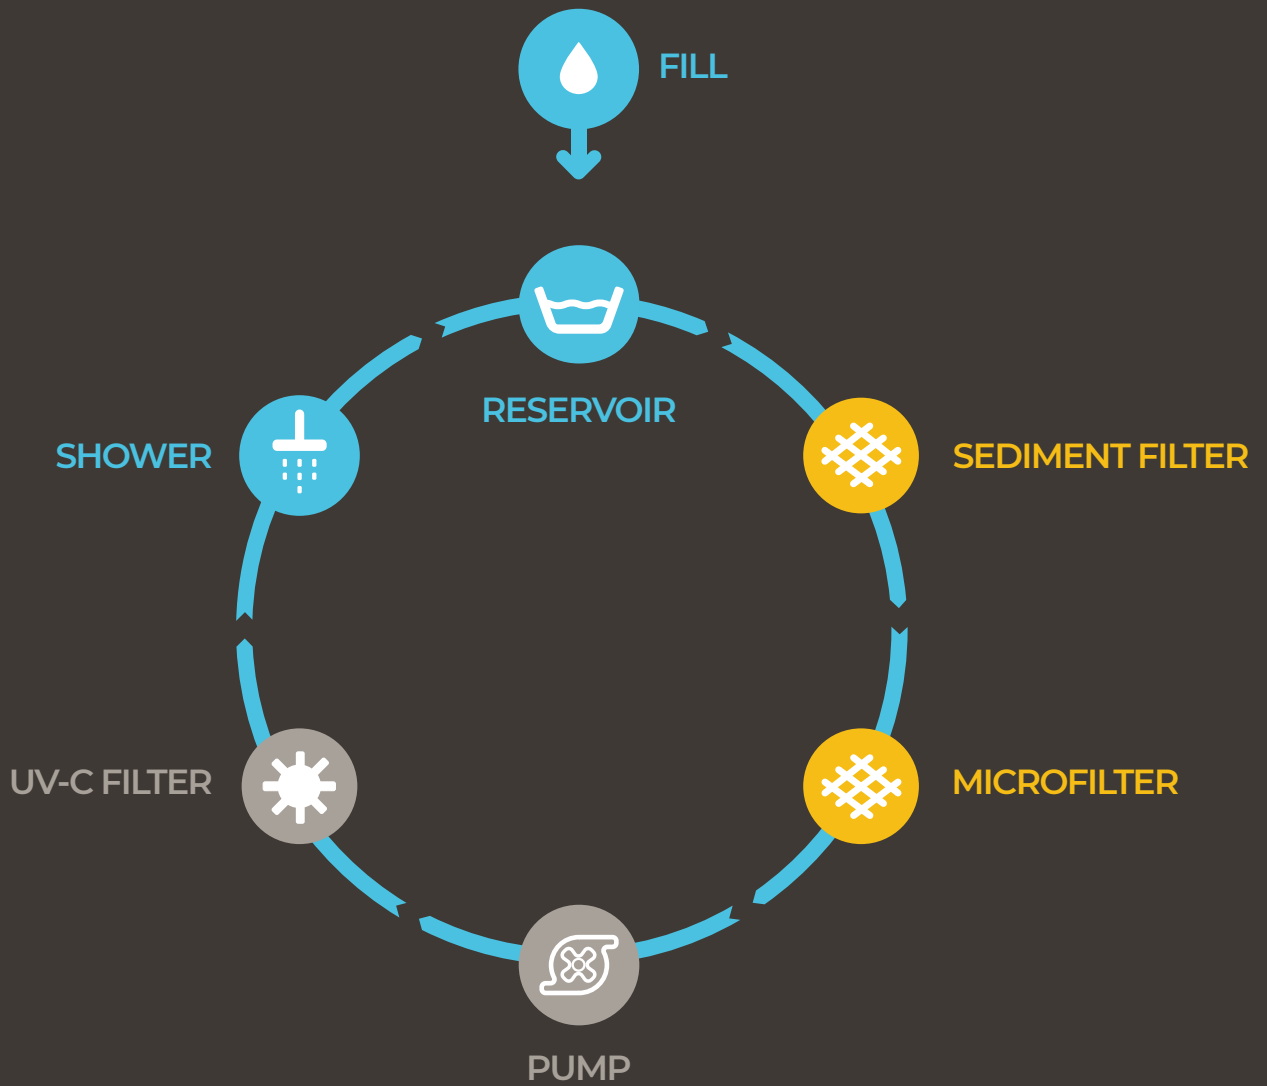 FILL
RESERVOIR
SHOWER
SEDIMENT FILTER
UV-C FILTER
MICROFILTER
PUMP